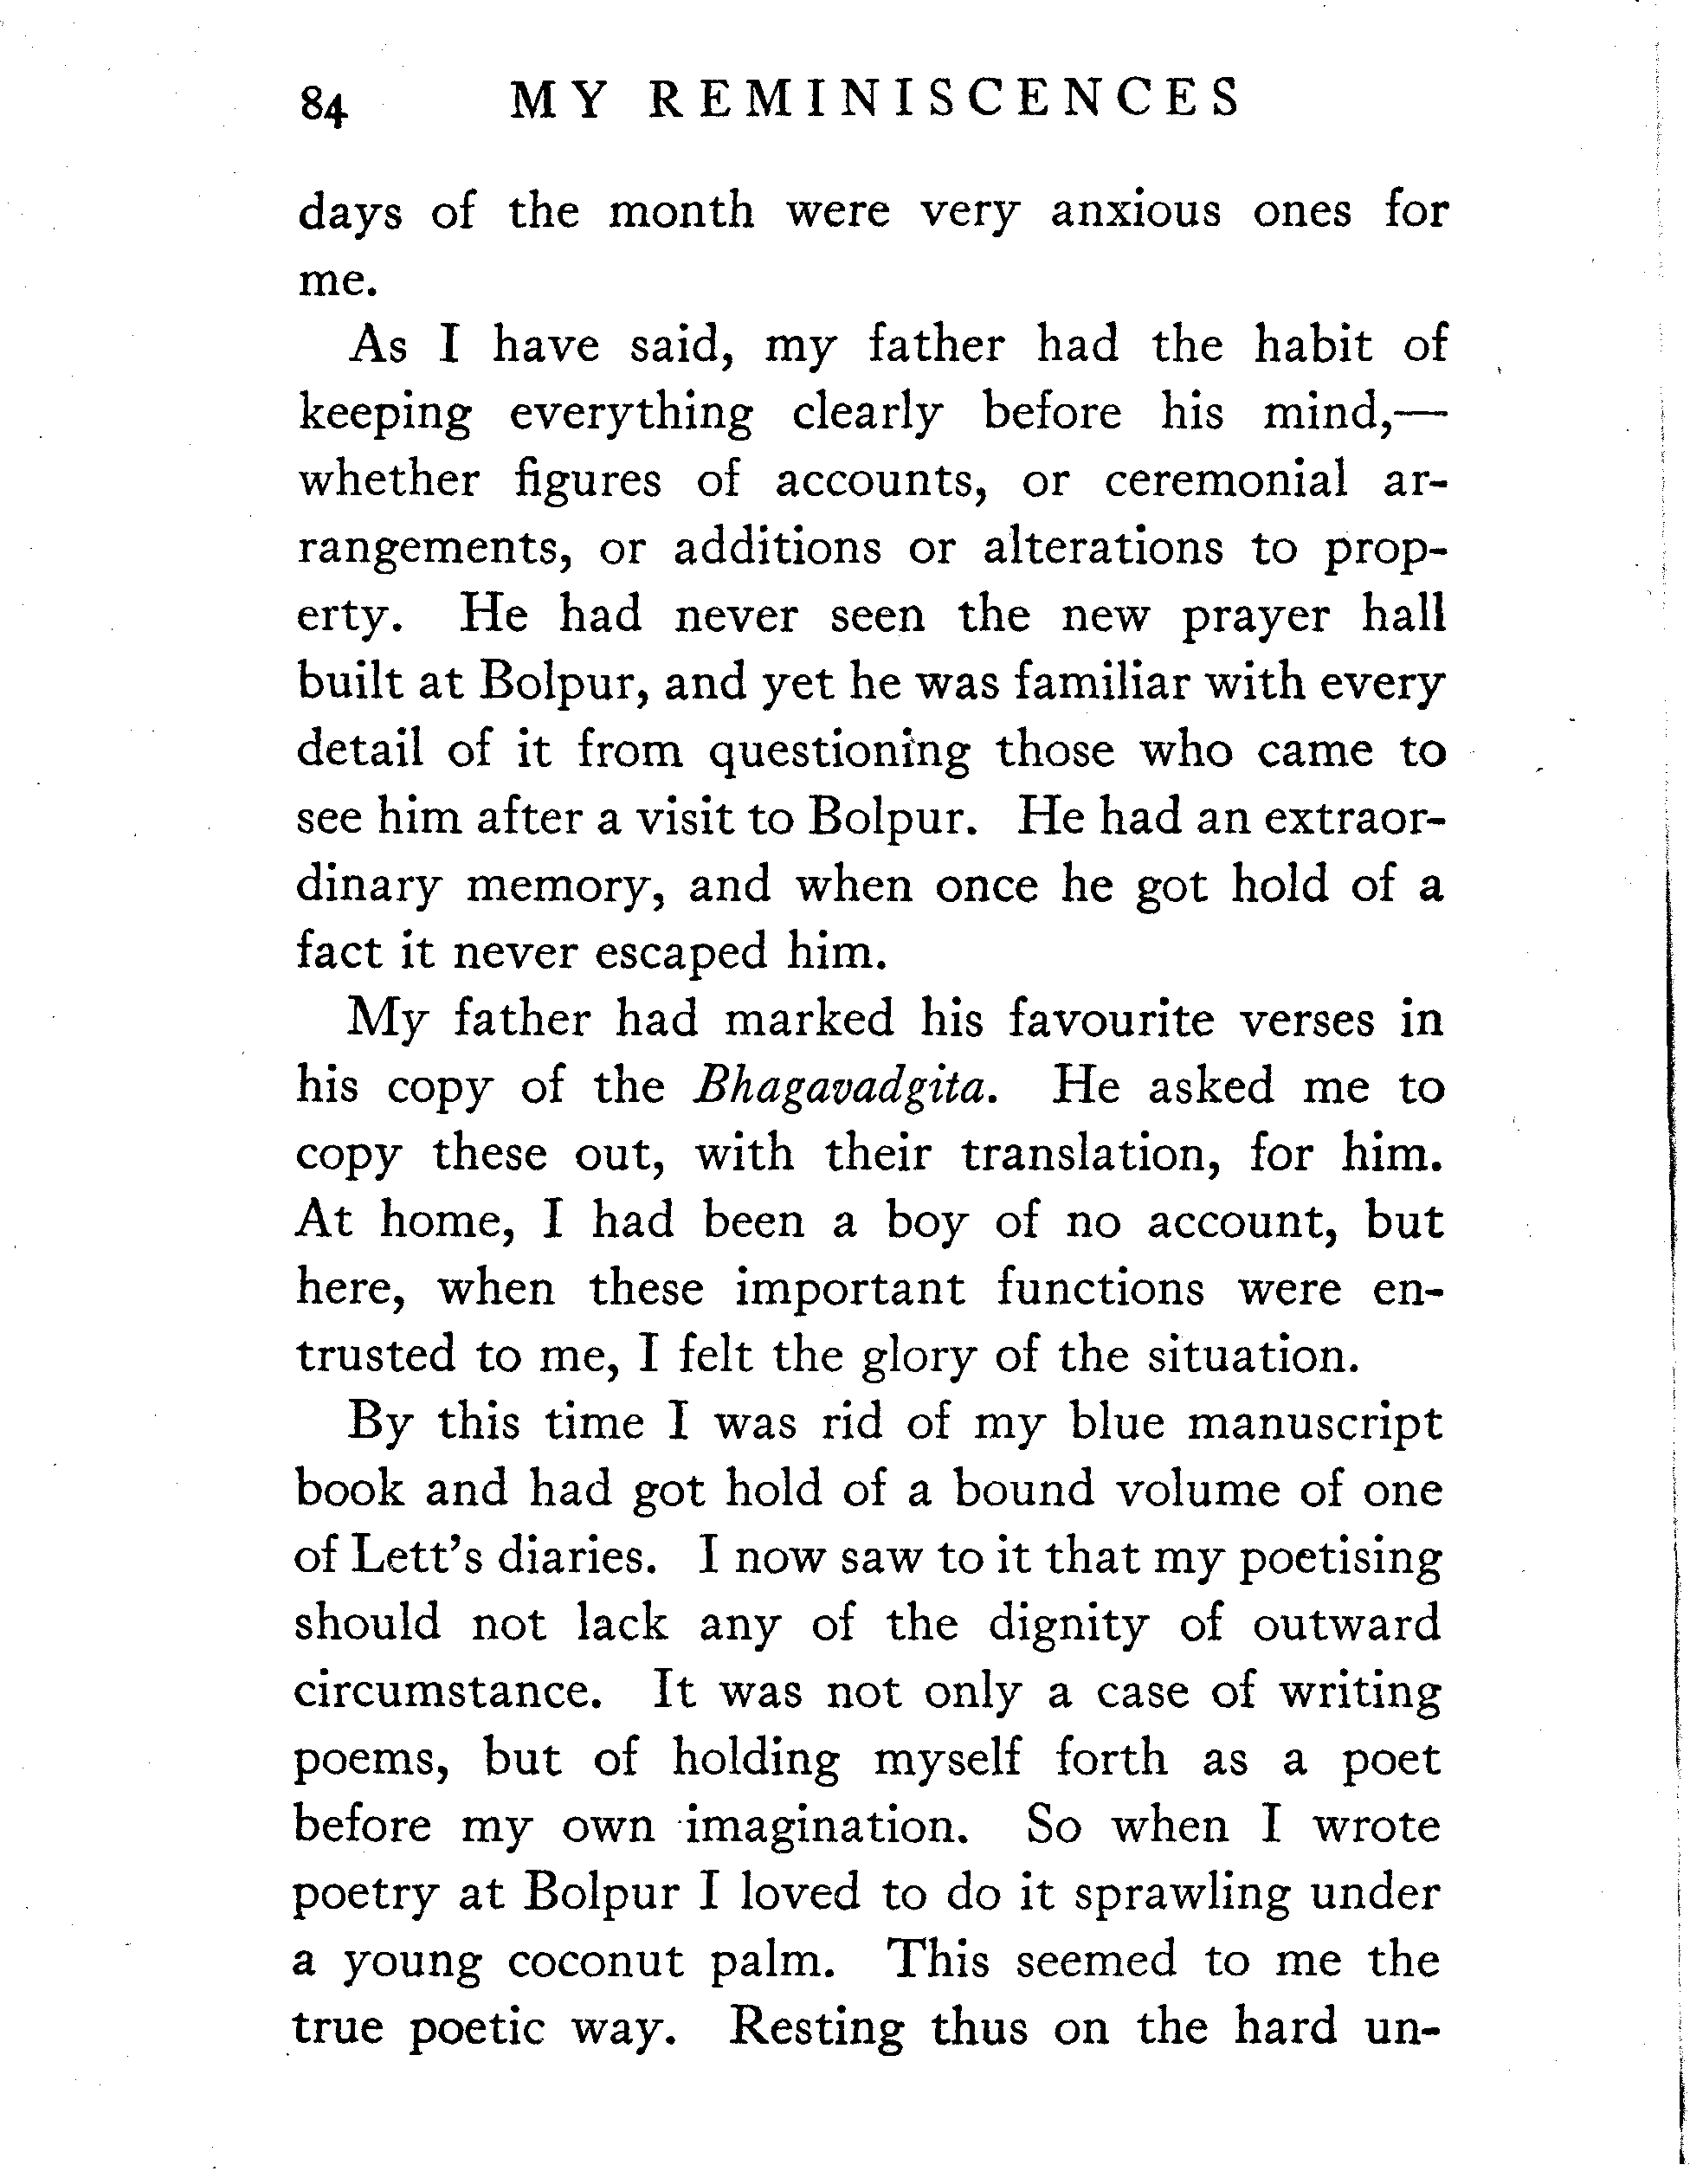 84 MY REMINISCENCES
days of the month were very anxious ones for
me.
As I have said, my father had the habit of
keeping everything clearly before his mind,—
whether figures of accounts, or ceremonial ar-
rangements, or additions or alterations to prop-
erty. He had never seen the new prayer hall
built at Bolpur, and yet he was familiar with every
detail of it from questioning those who came to
see him after a visit to Bolpur. He had an extraor-
dinary memory, and when once he got hold of a
fact it never escaped him.
My father had marked his favourite verses in
his copy of the Bhagavadgita. He asked me to
copy these out, with their translation, for him.
At home, I had been a boy of no account, but
here, when these important functions were en-
trusted to me, I felt the glory of the situation.
By this time I was rid of my blue manuscript
book and had got hold of a bound volume of one
of Lett's diaries. I now saw to it that my poetising
should not lack any of the dignity of outward
circumstance. It was not only a case of writing
poems, but of holding myself forth as a poet
before my own imagination. So when I wrote
poetry at Bolpur I loved to do it sprawling under
a young coconut palm. This seemed to me the
true poetic way. Resting thus on the hard un-